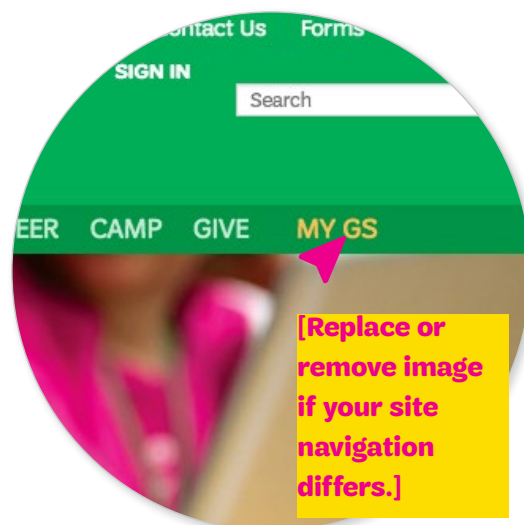 ontact Us Forms
SIGN IN
Search
EER CAMP GIVE MY GS
[Replace or
remove image
if your site
navigation
differs.]